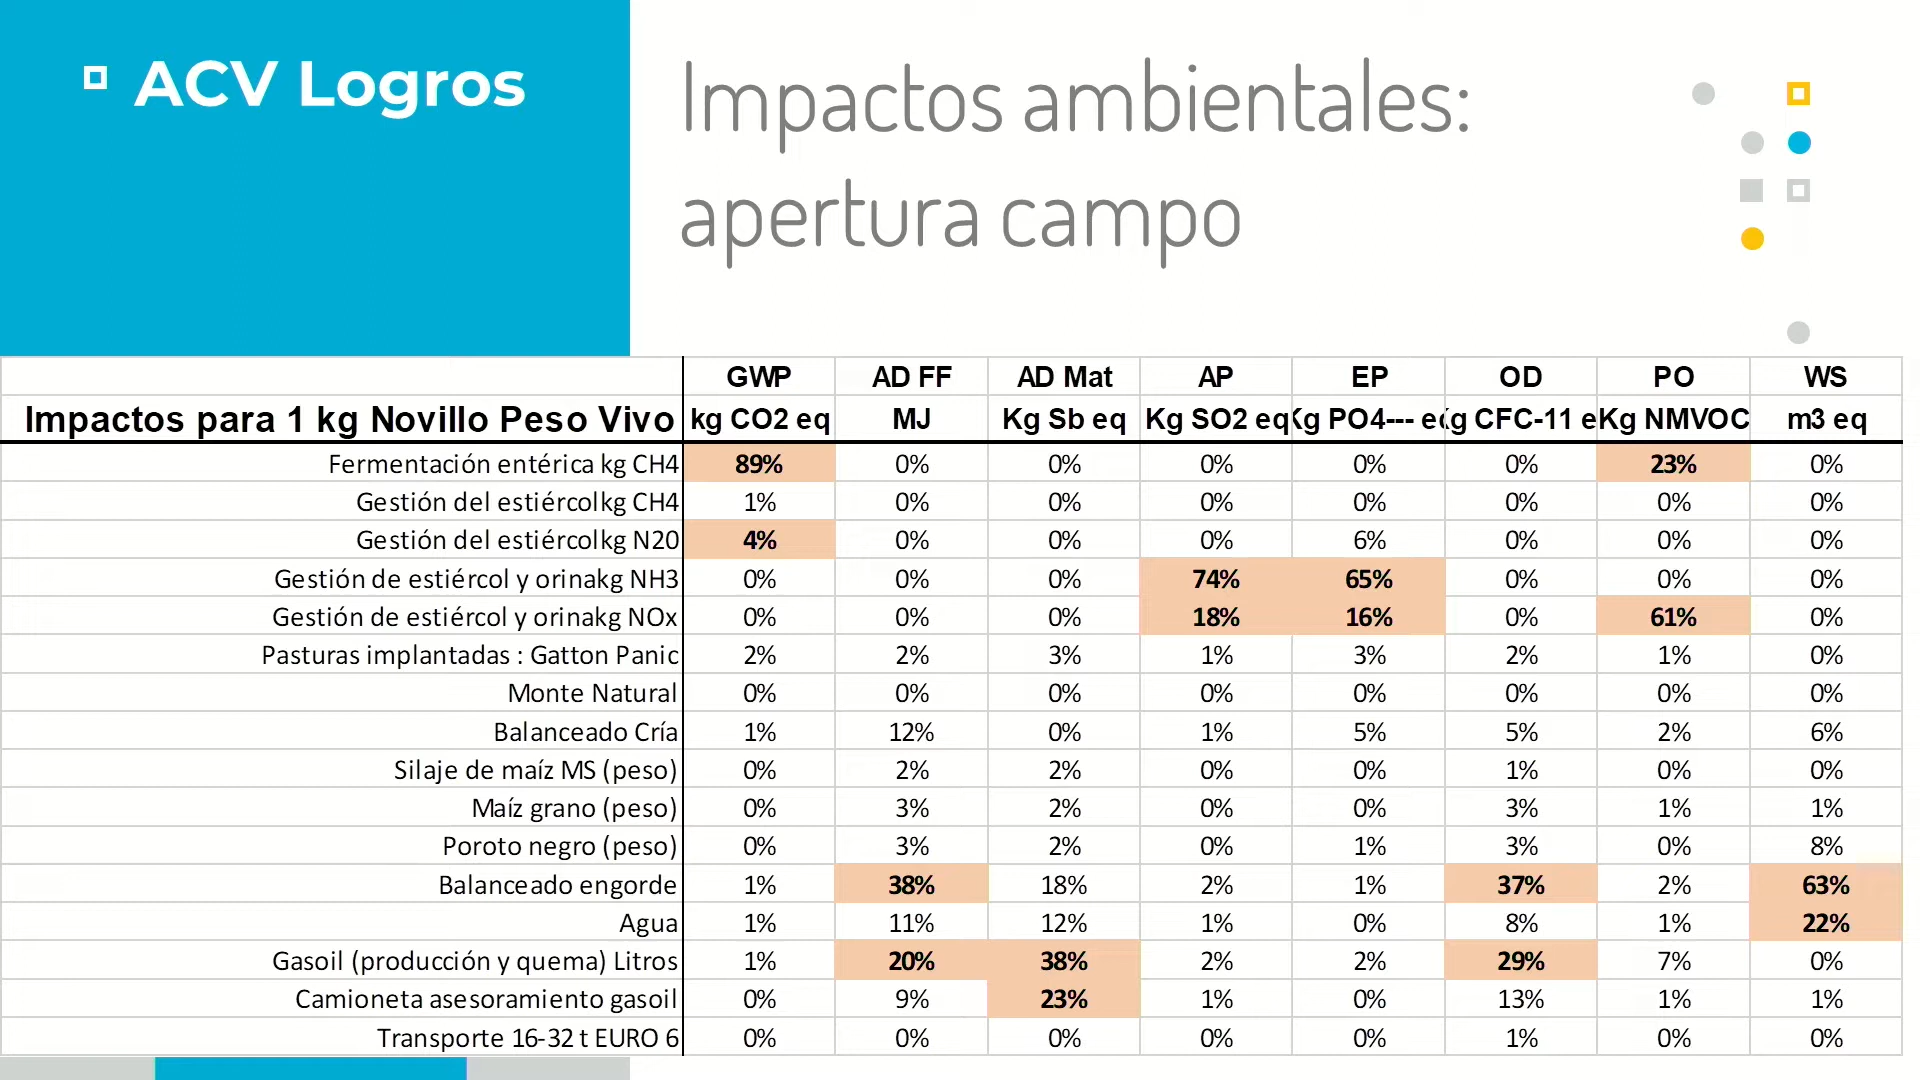 ACV Logros
Impactos ambientales:
apertura campo
GWP AD FF AD Mat AP EP OD PO WS
Impactos para 1 kg Novillo Peso Vivo kg CO2 eq MJ Kg Sb eq Kg SO2 eq Kg PO4--- e g CFC-11 e Kg NMVOC m3 eq
Fermentación entérica kg CH4 89% 0% 0% 0% 0% 0% 23% 0%
Gestión del estiércolkg CH4 1% 0% 0% 0% 0% 0% 0% 0%
Gestión del estiércolkg N20 4% 0% 0% 0% 6% 0% 0% 0%
Gestión de estiércol y orinakg NH3 0% 0% 0% 74% 65% 0% 0% 0%
Gestión de estiércol y orinakg NOx 0% 0% 0% 18% 16% 0% 61% 0%
Pasturas implantadas : Gatton Panic 2% 2% 3% 1% 3% 2% 1% 0%
Monte Natural 0% 0% 0% 0% 0% 0% 0% 0%
Balanceado Cría 1% 12% 0% 1% 5% 5% 2% 6%
Silaje de maíz MS (peso) 0% 2% 2% 0% 0% 1% 0% 0%
Maíz grano (peso) 0% 3% 2% 0% 0% 3% 1% 1%
Poroto negro (peso) 0% 3% 2% 0% 1% 3% 0% 8%
Balanceado engorde 1% 38% 18% 2% 1% 37% 2% 63%
Agua 1% 11% 12% 1% 0% 8% 1% 22%
Gasoil (producción y quema) Litros 1% 20% 38% 2% 2% 29% 7% 0%
Camioneta asesoramiento gasoil 0% 9% 23% 1% 0% 13% 1% 1%
Transporte 16-32 t EURO 6 0% 0% 0% 0% 0% 1% 0% 0%